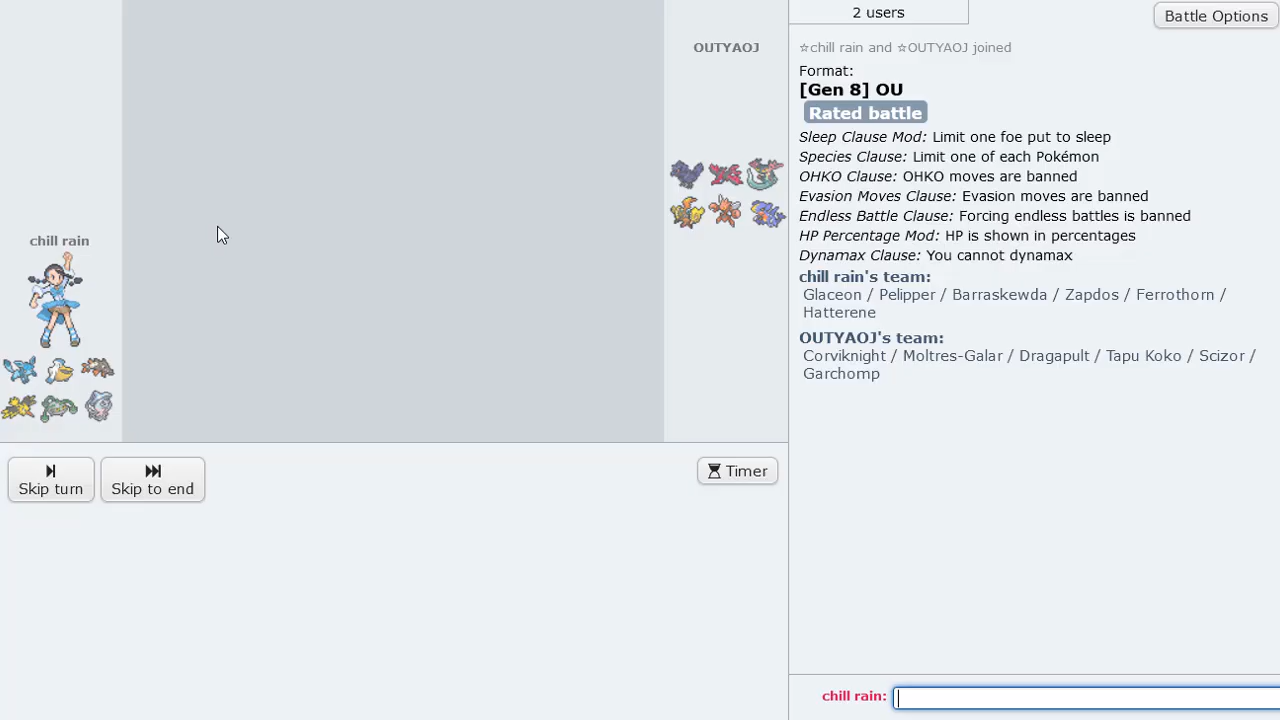 2 users
Battle Options
OUTYAOJ
☆chill rain and ☆OUTYAOJ joined
Format:
[Gen 8] OU
Rated battle
Sleep Clause Mod: Limit one foe put to sleep
Species Clause: Limit one of each Pokémon
OHKO Clause: OHKO moves are banned
Evasion Moves Clause: Evasion moves are banned
Endless Battle Clause: Forcing endless battles is banned
HP Percentage Mod: HP is shown in percentages
Dynamax Clause: You cannot dynamax
chill rain's team:
Glaceon / Pelipper / Barraskewda / Zapdos / Ferrothorn /
Hatterene
OUTYAOJ's team:
Corviknight / Moltres-Galar / Dragapult / Tapu Koko / Scizor /
Garchomp
chill rain
Skip turn
Skip to end
Timer
chill rain: